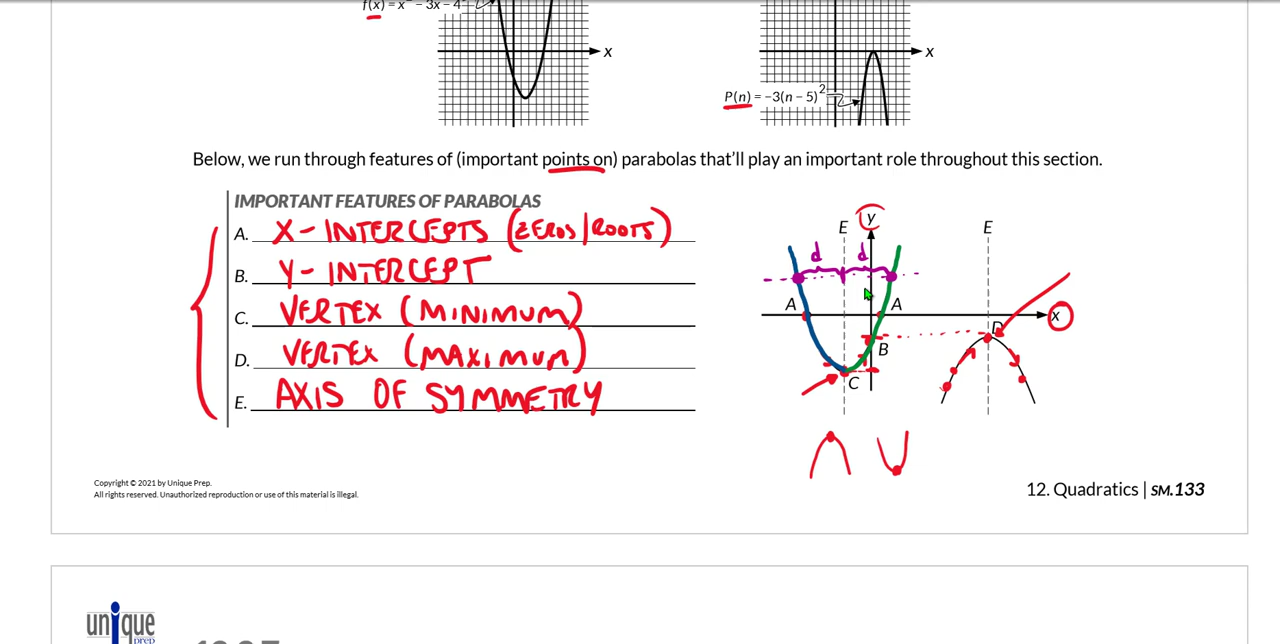 f(x) = x² − 3x − 4
x
x
P(n) = −3(n − 5)²
Below, we run through features of (important points on) parabolas that'll play an important role throughout this section.
IMPORTANT FEATURES OF PARABOLAS
A. X-INTERCEPTS (ZEROS/ROOTS)
B. Y-INTERCEPT
C. VERTEX (MINIMUM)
D. VERTEX (MAXIMUM)
E. AXIS OF SYMMETRY
E y E
d d
A A x
D
B
C
Copyright © 2021 by Unique Prep.
All rights reserved. Unauthorized reproduction or use of this material is illegal.
12. Quadratics | SM.133
unique
prep